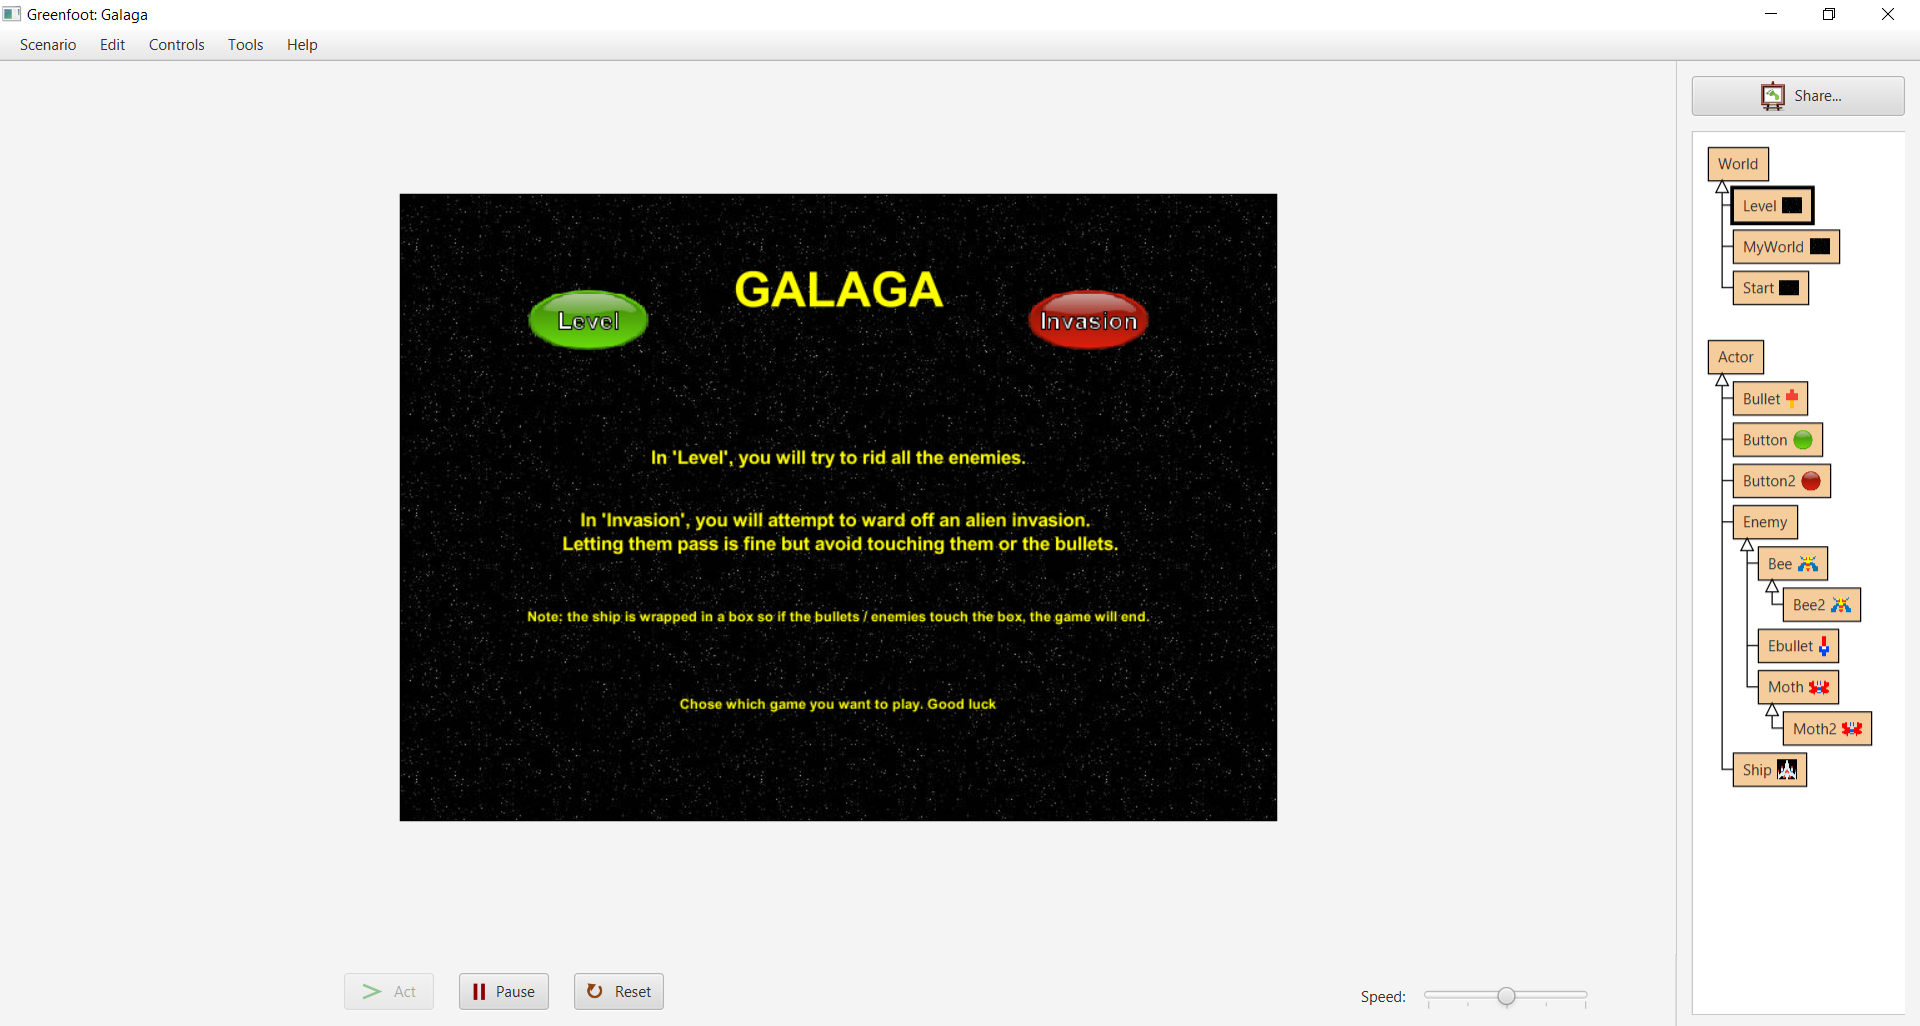 Greenfoot: Galaga
Scenario Edit Controls Tools Help
Share...
World
Level
MyWorld
Start
Actor
Bullet
Button
Button2
Enemy
Bee
Bee2
Ebullet
Moth
Moth2
Ship
GALAGA
Level
Invasion
In 'Level', you will try to rid all the enemies.
In 'Invasion', you will attempt to ward off an alien invasion.
Letting them pass is fine but avoid touching them or the bullets.
Note: the ship is wrapped in a box so if the bullets / enemies touch the box, the game will end.
Chose which game you want to play. Good luck
Act
Pause
Reset
Speed: